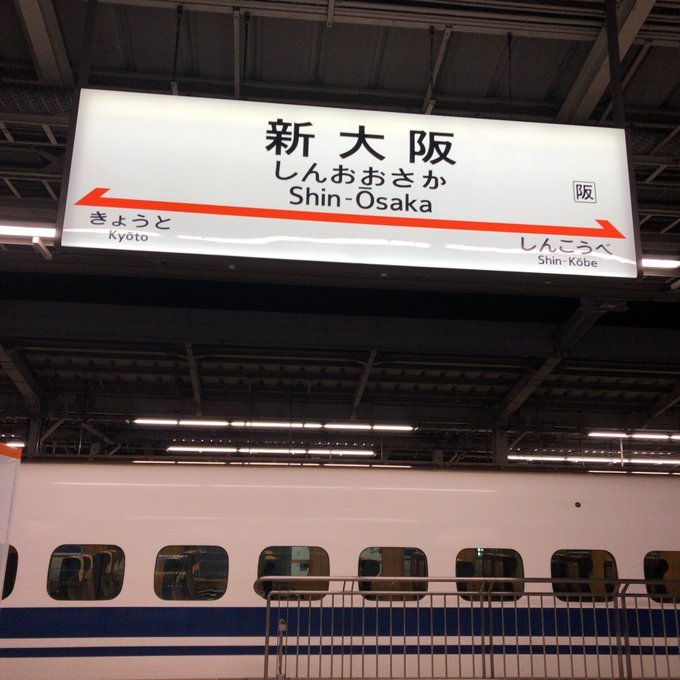 新大阪
しんおおさか
Shin-Ōsaka
阪
きょうと
Kyōto
しんこうべ
Shin-Kōbe